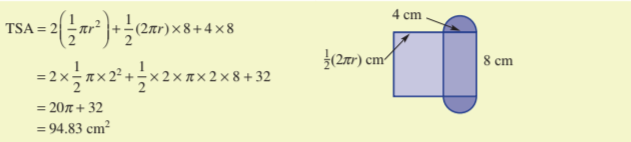 TSA = 2(1/2 πr²) + 1/2 (2πr) × 8 + 4 × 8
= 2 × 1/2 π × 2² + 1/2 × 2 × π × 2 × 8 + 32
= 20π + 32
= 94.83 cm²
4 cm
1/2(2πr) cm
8 cm